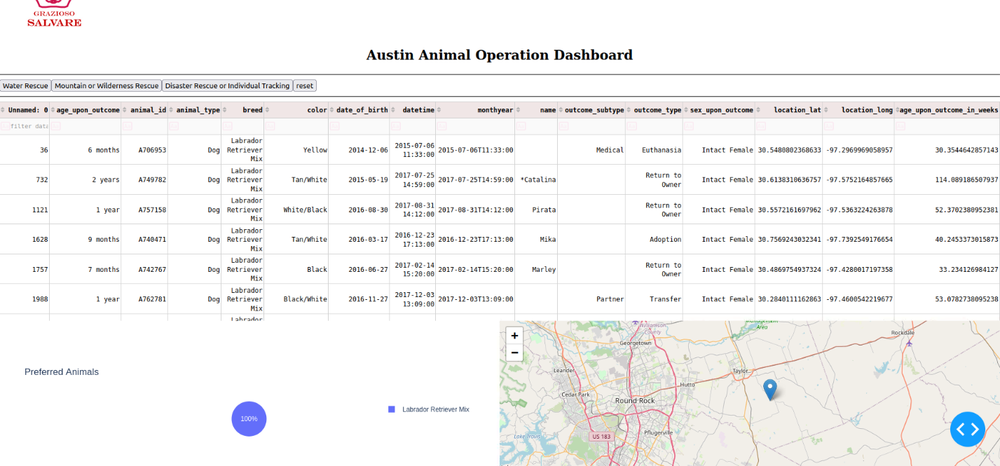 GRAZIOSO
SALVARE
Austin Animal Operation Dashboard
Water Rescue Mountain or Wilderness Rescue Disaster Rescue or Individual Tracking reset
Unnamed: 0 age_upon_outcome animal_id animal_type breed color date_of_birth datetime monthyear name outcome_subtype outcome_type sex_upon_outcome location_lat location_long age_upon_outcome_in_weeks
filter data
36 6 months A706953 Dog Labrador Retriever Mix Yellow 2014-12-06 2015-07-06 11:33:00 2015-07-06T11:33:00 Medical Euthanasia Intact Female 30.5480802368633 -97.2969969058957 30.3544642857143
732 2 years A749782 Dog Labrador Retriever Mix Tan/White 2015-05-19 2017-07-25 14:59:00 2017-07-25T14:59:00 *Catalina Return to Owner Intact Female 30.6138310636757 -97.5752164857665 114.089186507937
1121 1 year A757158 Dog Labrador Retriever Mix White/Black 2016-08-30 2017-08-31 14:12:00 2017-08-31T14:12:00 Pirata Return to Owner Intact Female 30.5572161697962 -97.5363224263878 52.3702380952381
1628 9 months A740471 Dog Labrador Retriever Mix Tan/White 2016-03-17 2016-12-23 17:13:00 2016-12-23T17:13:00 Mika Adoption Intact Female 30.7569243032341 -97.7392549176654 40.2453373015873
1757 7 months A742767 Dog Labrador Retriever Mix Black 2016-06-27 2017-02-14 15:20:00 2017-02-14T15:20:00 Marley Return to Owner Intact Female 30.4869754937324 -97.4280017197358 33.234126984127
1988 1 year A762781 Dog Labrador Retriever Mix Black/White 2016-11-27 2017-12-03 13:09:00 2017-12-03T13:09:00 Partner Transfer Intact Female 30.2840111162863 -97.4600542219677 53.0782738095238
Labrador
Preferred Animals
100%
Labrador Retriever Mix
+
−
Williamson
County
Management
Area
Rockdale
Georgetown
Leander
Taylor
Hutto
Cedar Park
Round Rock
Pflugerville
US 183
Lake Travis